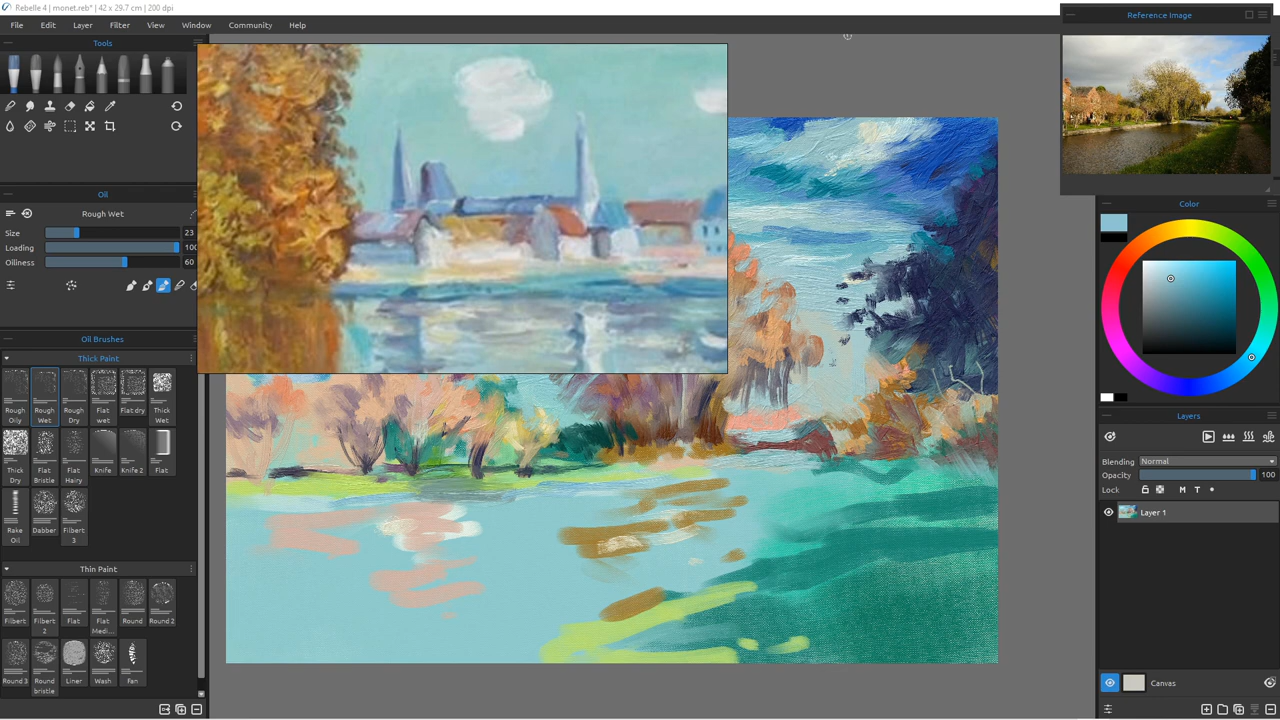 Rebelle 4 | monet.reb* | 42 x 29.7 cm | 200 dpi
File Edit Layer Filter View Window Community Help
Tools
Oil
Rough Wet
Size 23
Loading 100
Oiliness 60
Oil Brushes
Thick Paint
Rough Oily
Rough Wet
Rough Dry
Flat wet
Flat dry
Thick Wet
Thick Dry
Flat Bristle
Flat Hairy
Knife
Knife 2
Flat
Rake Oil
Dabber
Filbert 3
Thin Paint
Filbert
Filbert 2
Flat
Flat Medi...
Round
Round 2
Round 3
Round bristle
Liner
Wash
Fan
Reference Image
Color
Layers
Blending Normal
Opacity 100
Lock M T
Layer 1
Canvas